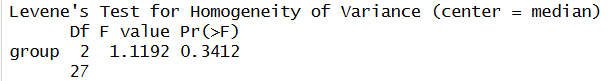 Levene's Test for Homogeneity of Variance (center = median)
Df F value Pr(>F)
group 2 1.1192 0.3412
27